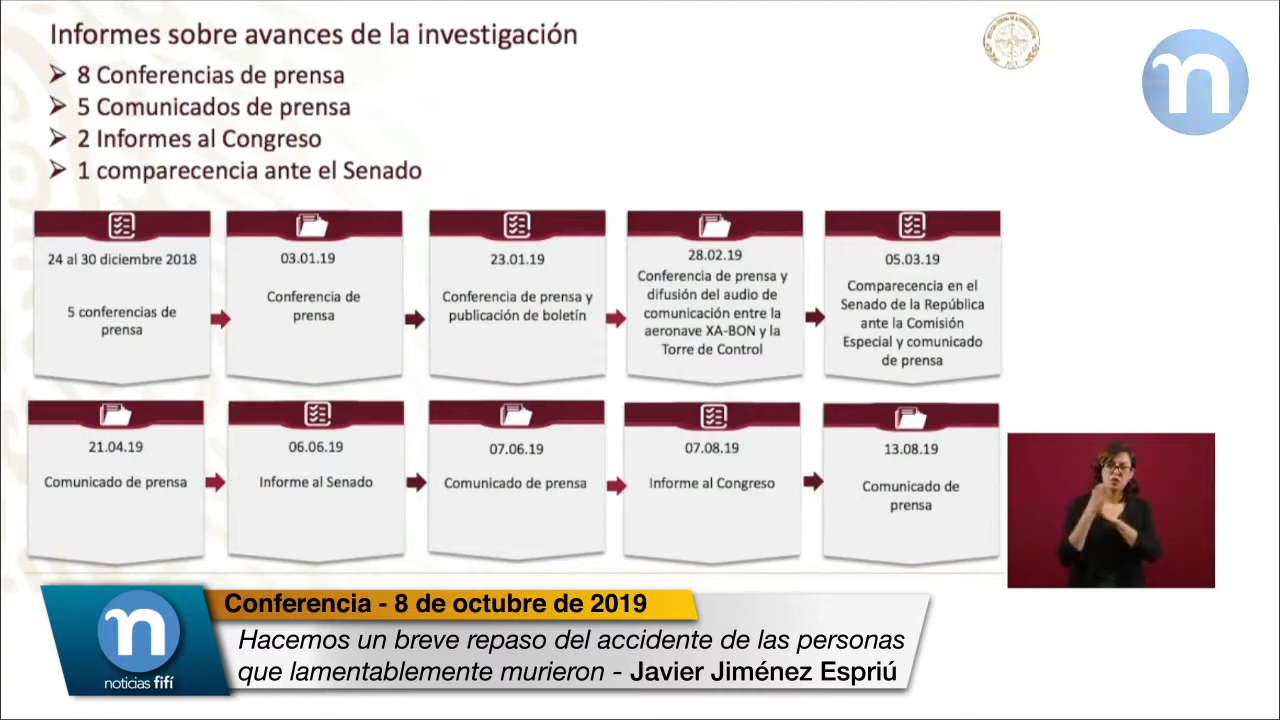 Informes sobre avances de la investigación
➢ 8 Conferencias de prensa
➢ 5 Comunicados de prensa
➢ 2 Informes al Congreso
➢ 1 comparecencia ante el Senado
n
24 al 30 diciembre 2018
5 conferencias de
prensa
03.01.19
Conferencia de
prensa
23.01.19
Conferencia de prensa y
publicación de boletín
28.02.19
Conferencia de prensa y
difusión del audio de
comunicación entre la
aeronave XA-BON y la
Torre de Control
05.03.19
Comparecencia en el
Senado de la República
ante la Comisión
Especial y comunicado
de prensa
21.04.19
Comunicado de prensa
06.06.19
Informe al Senado
07.06.19
Comunicado de prensa
07.08.19
Informe al Congreso
13.08.19
Comunicado de
prensa
n
noticias fifí
Conferencia - 8 de octubre de 2019
Hacemos un breve repaso del accidente de las personas
que lamentablemente murieron - Javier Jiménez Espriú